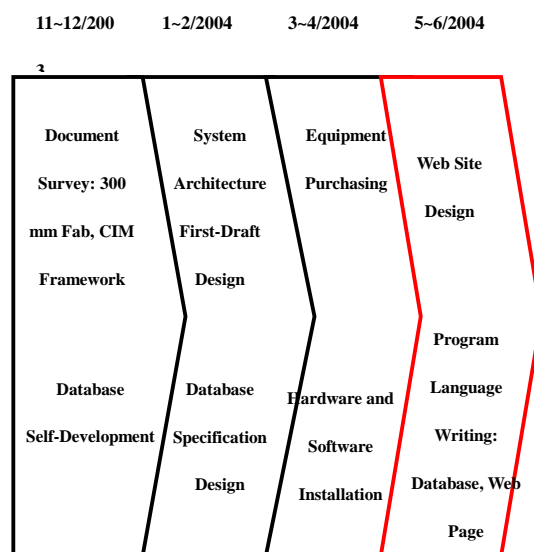 11~12/200
3
1~2/2004
3~4/2004
5~6/2004
Document
Survey: 300
mm Fab, CIM
Framework
Database
Self-Development
System
Architecture
First-Draft
Design
Database
Specification
Design
Equipment
Purchasing
Hardware and
Software
Installation
Web Site
Design
Program
Language
Writing:
Database, Web
Page